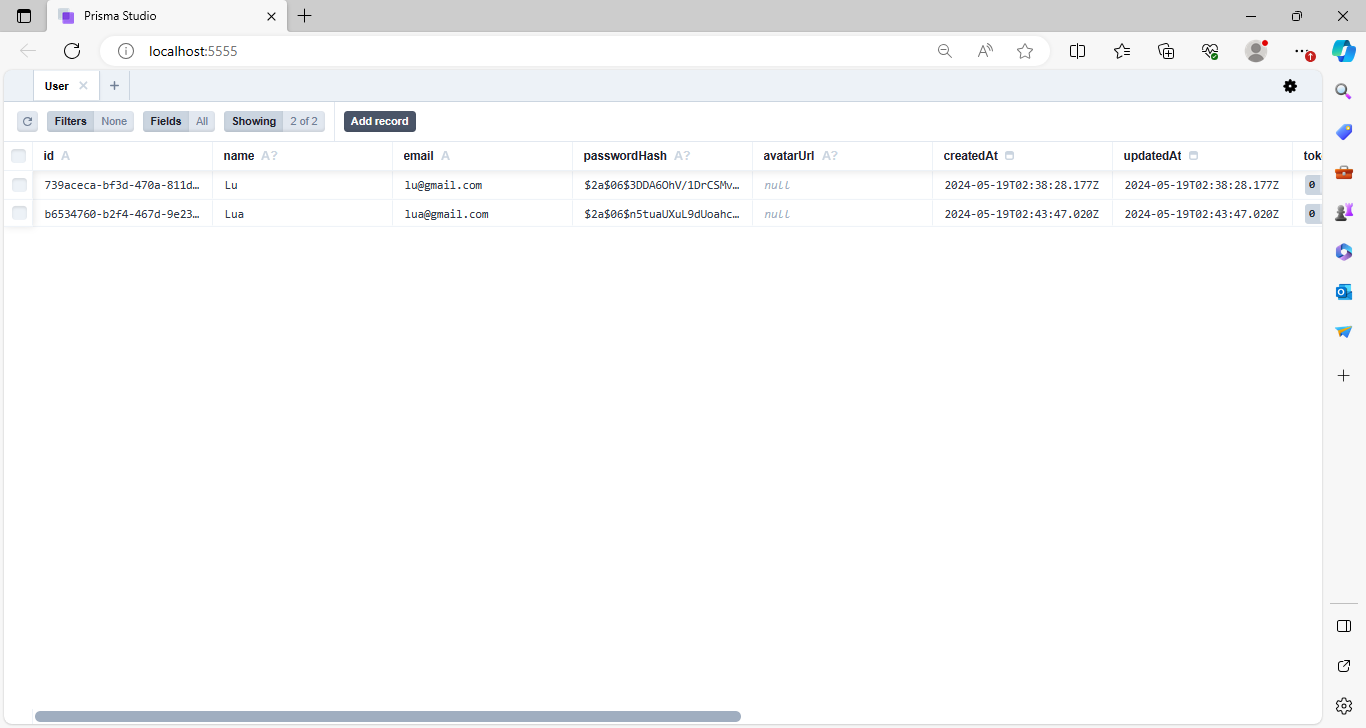 Prisma Studio
localhost:5555
User
Filters None Fields All Showing 2 of 2 Add record
id A name A? email A passwordHash A? avatarUrl A? createdAt updatedAt tok
739aceca-bf3d-470a-811d… Lu lu@gmail.com $2a$06$3DDA6OhV/1DrCSMv… null 2024-05-19T02:38:28.177Z 2024-05-19T02:38:28.177Z 0
b6534760-b2f4-467d-9e23… Lua lua@gmail.com $2a$06$n5tuaUXuL9dUoahc… null 2024-05-19T02:43:47.020Z 2024-05-19T02:43:47.020Z 0